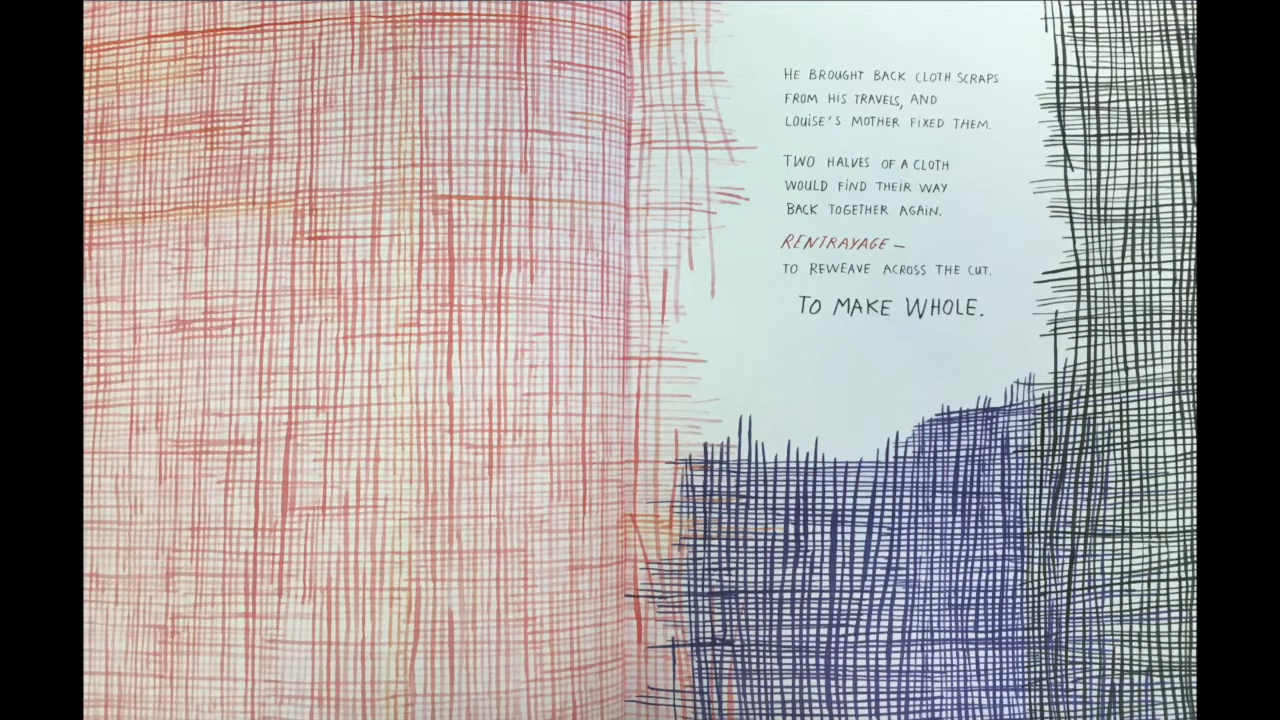 HE BROUGHT BACK CLOTH SCRAPS
FROM HIS TRAVELS, AND
LOUISE'S MOTHER FIXED THEM.
TWO HALVES OF A CLOTH
WOULD FIND THEIR WAY
BACK TOGETHER AGAIN.
RENTRAYAGE —
TO REWEAVE ACROSS THE CUT.
TO MAKE WHOLE.